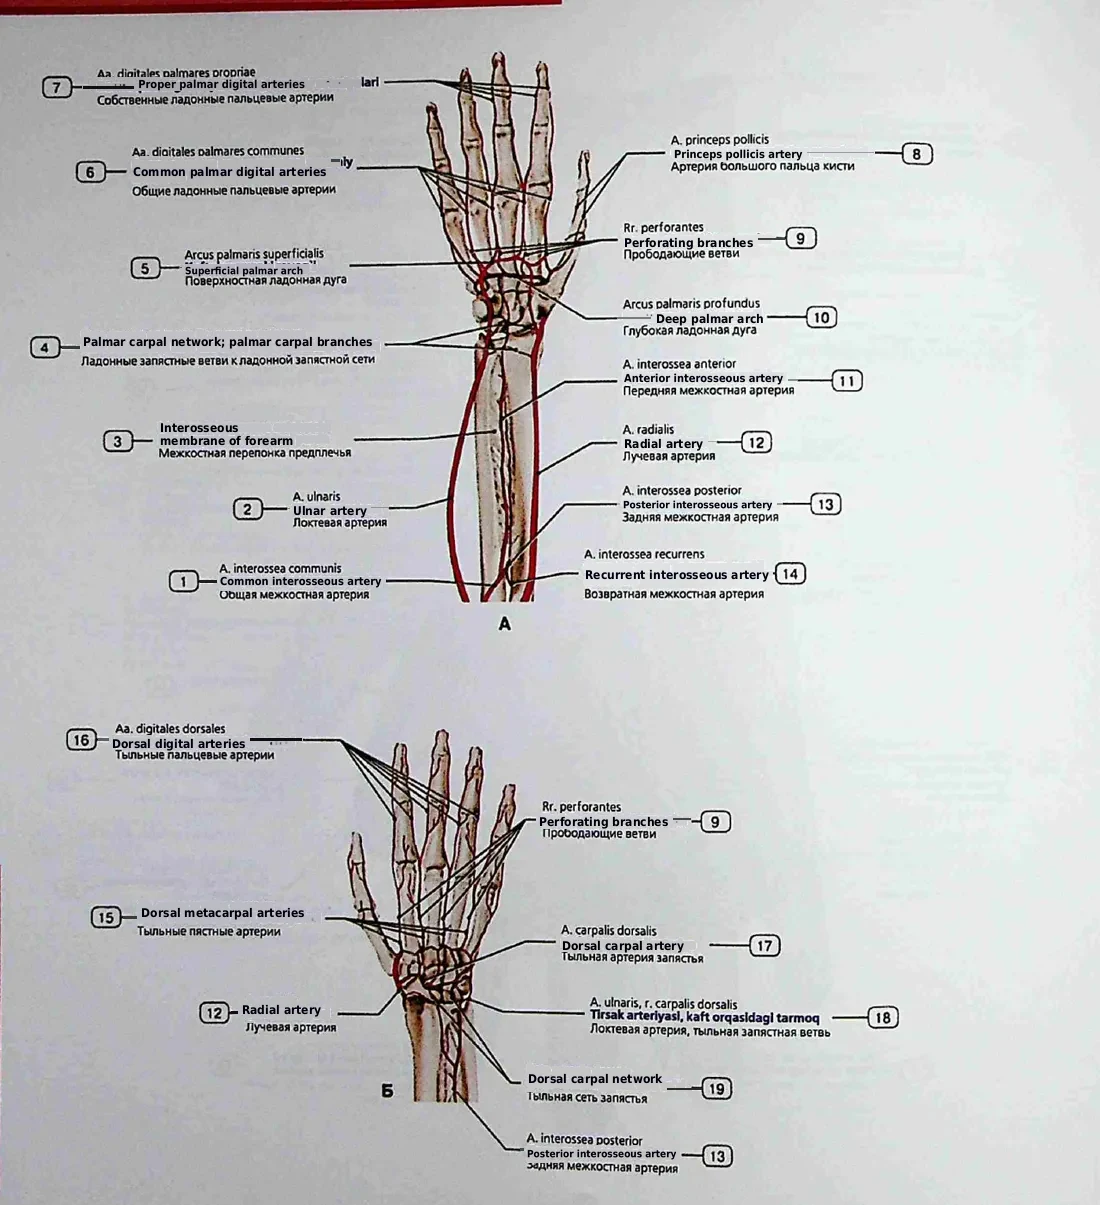 7
Aa. digitales palmares propriae
Proper palmar digital arteries
lari
Собственные ладонные пальцевые артерии
6
Aa. digitales palmares communes
Common palmar digital arteries
Общие ладонные пальцевые артерии
5
Arcus palmaris superficialis
Superficial palmar arch
Поверхностная ладонная дуга
4
Palmar carpal network; palmar carpal branches
Ладонные запястные ветви к ладонной запястной сети
3
Interosseous
membrane of forearm
Межкостная перепонка предплечья
2
A. ulnaris
Ulnar artery
Локтевая артерия
1
A. interossea communis
Common interosseous artery
Общая межкостная артерия
A. princeps pollicis
Princeps pollicis artery
8
Артерия большого пальца кисти
Rr. perforantes
Perforating branches
9
Прободающие ветви
Arcus palmaris profundus
Deep palmar arch
10
Глубокая ладонная дуга
A. interossea anterior
Anterior interosseous artery
11
Передняя межкостная артерия
A. radialis
Radial artery
12
Лучевая артерия
A. interossea posterior
Posterior interosseous artery
13
Задняя межкостная артерия
A. interossea recurrens
Recurrent interosseous artery
14
Возвратная межкостная артерия
А
16
Aa. digitales dorsales
Dorsal digital arteries
Тыльные пальцевые артерии
15
Dorsal metacarpal arteries
Тыльные пястные артерии
12
Radial artery
Лучевая артерия
Rr. perforantes
Perforating branches
9
Прободающие ветви
A. carpalis dorsalis
Dorsal carpal artery
17
Тыльная артерия запястья
A. ulnaris, r. carpalis dorsalis
Tirsak arteriyasi, kaft orqasidagi tarmoq
18
Локтевая артерия, тыльная запястная ветвь
Dorsal carpal network
19
Тыльная сеть запястья
Б
A. interossea posterior
Posterior interosseous artery
13
Задняя межкостная артерия